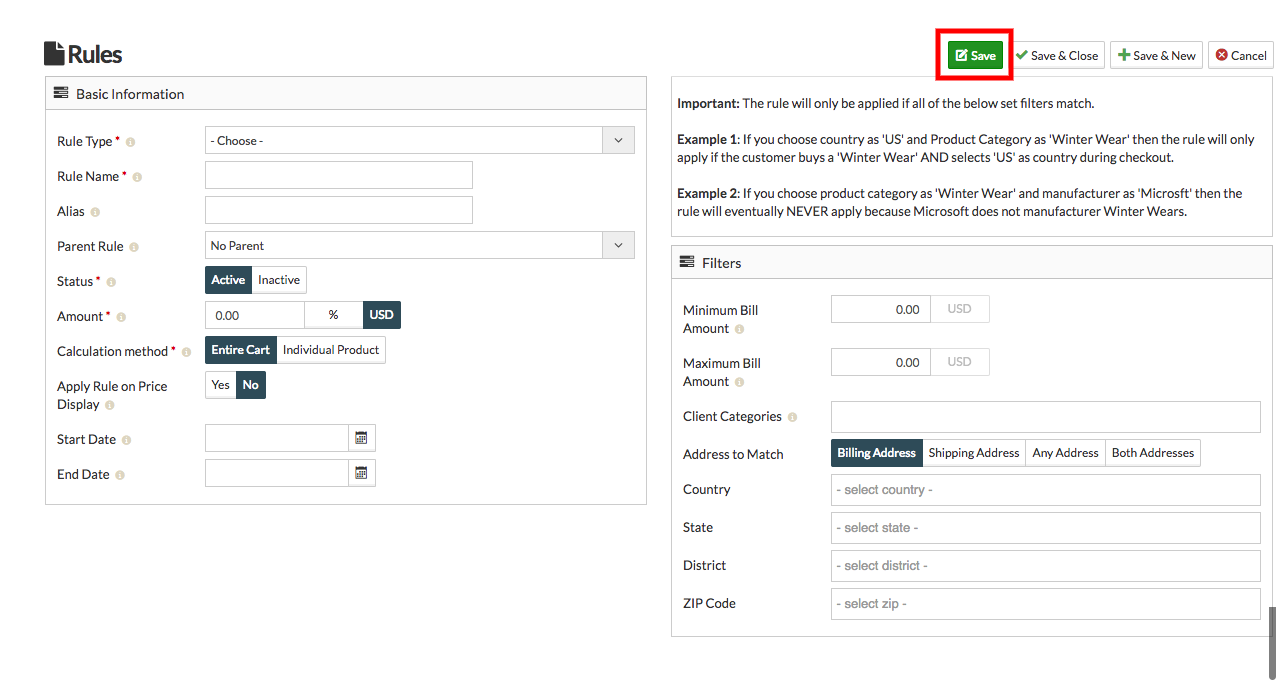 Rules
Save
Save & Close
Save & New
Cancel
Basic Information
Rule Type *
- Choose -
Rule Name *
Alias
Parent Rule
No Parent
Status *
Active Inactive
Amount *
0.00 % USD
Calculation method *
Entire Cart Individual Product
Apply Rule on Price
Display
Yes No
Start Date
End Date
Important: The rule will only be applied if all of the below set filters match.
Example 1: If you choose country as 'US' and Product Category as 'Winter Wear' then the rule will only
apply if the customer buys a 'Winter Wear' AND selects 'US' as country during checkout.
Example 2: If you choose product category as 'Winter Wear' and manufacturer as 'Microsft' then the
rule will eventually NEVER apply because Microsoft does not manufacturer Winter Wears.
Filters
Minimum Bill
Amount
0.00 USD
Maximum Bill
Amount
0.00 USD
Client Categories
Address to Match
Billing Address Shipping Address Any Address Both Addresses
Country
- select country -
State
- select state -
District
- select district -
ZIP Code
- select zip -